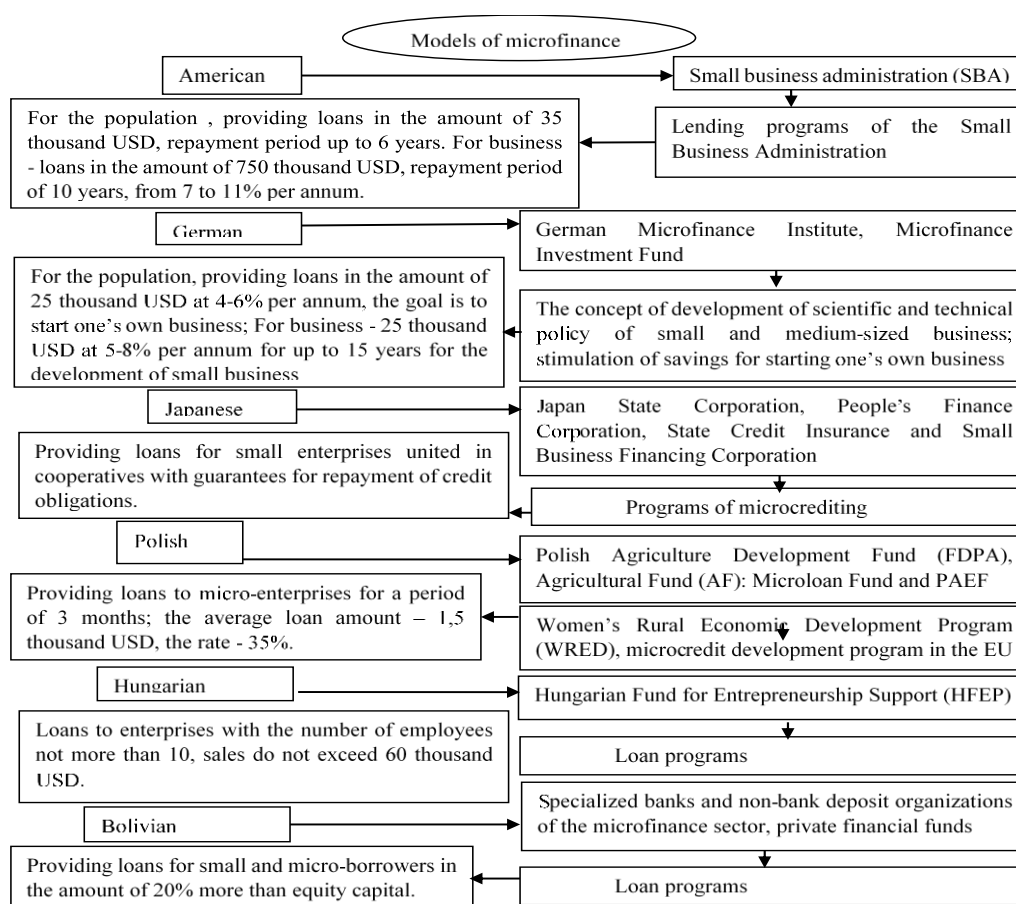 Models of microfinance
American
Small business administration (SBA)
For the population , providing loans in the amount of 35
thousand USD, repayment period up to 6 years. For business
- loans in the amount of 750 thousand USD, repayment period
of 10 years, from 7 to 11% per annum.
Lending programs of the Small
Business Administration
German
German Microfinance Institute, Microfinance
Investment Fund
For the population, providing loans in the amount of
25 thousand USD at 4-6% per annum, the goal is to
start one's own business; For business - 25 thousand
USD at 5-8% per annum for up to 15 years for the
development of small business
The concept of development of scientific and technical
policy of small and medium-sized business;
stimulation of savings for starting one's own business
Japanese
Japan State Corporation, People's Finance
Corporation, State Credit Insurance and Small
Business Financing Corporation
Providing loans for small enterprises united in
cooperatives with guarantees for repayment of credit
obligations.
Programs of microcrediting
Polish
Polish Agriculture Development Fund (FDPA),
Agricultural Fund (AF): Microloan Fund and PAEF
Providing loans to micro-enterprises for a period
of 3 months; the average loan amount – 1,5
thousand USD, the rate - 35%.
Women's Rural Economic Development Program
(WRED), microcredit development program in the EU
Hungarian
Hungarian Fund for Entrepreneurship Support (HFEP)
Loans to enterprises with the number of employees
not more than 10, sales do not exceed 60 thousand
USD.
Loan programs
Bolivian
Specialized banks and non-bank deposit organizations
of the microfinance sector, private financial funds
Providing loans for small and micro-borrowers in
the amount of 20% more than equity capital.
Loan programs